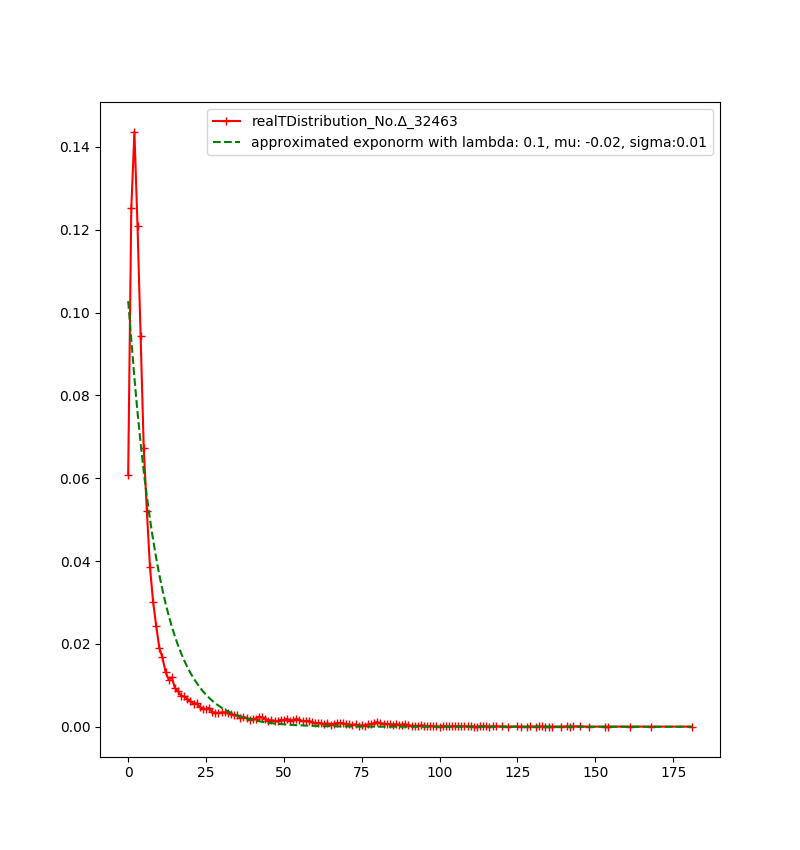 realTDistribution_No.Δ_32463
approximated exponorm with lambda: 0.1, mu: -0.02, sigma:0.01
0.14
0.12
0.10
0.08
0.06
0.04
0.02
0.00
0 25 50 75 100 125 150 175